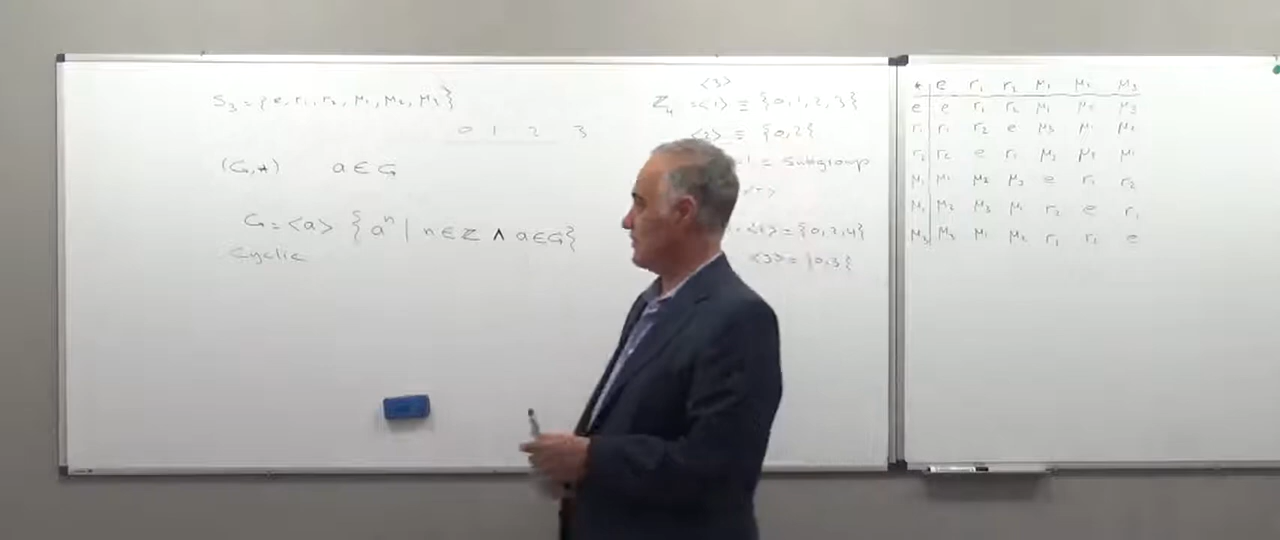 S₃ = {e, r₁, r₂, μ₁, μ₂, μ₃}
0 1 2 3
(G,*) a ∈ G
G = <a> {aⁿ | n ∈ Z ∧ a ∈ G}
Cyclic
<3>
Z₄ = <1> = {0,1,2,3}
<2> = {0,2}
= Subgroup
<2> = {0,2,4}
<3> = {0,3}
* e r₁ r₂ μ₁ μ₂ μ₃
e e r₁ r₂ μ₁ μ₂ μ₃
r₁ r₁ r₂ e μ₃ μ₁ μ₂
r₂ r₂ e r₁ μ₂ μ₃ μ₁
μ₁ μ₁ μ₂ μ₃ e r₁ r₂
μ₂ μ₂ μ₃ μ₁ r₂ e r₁
μ₃ μ₃ μ₁ μ₂ r₁ r₂ e